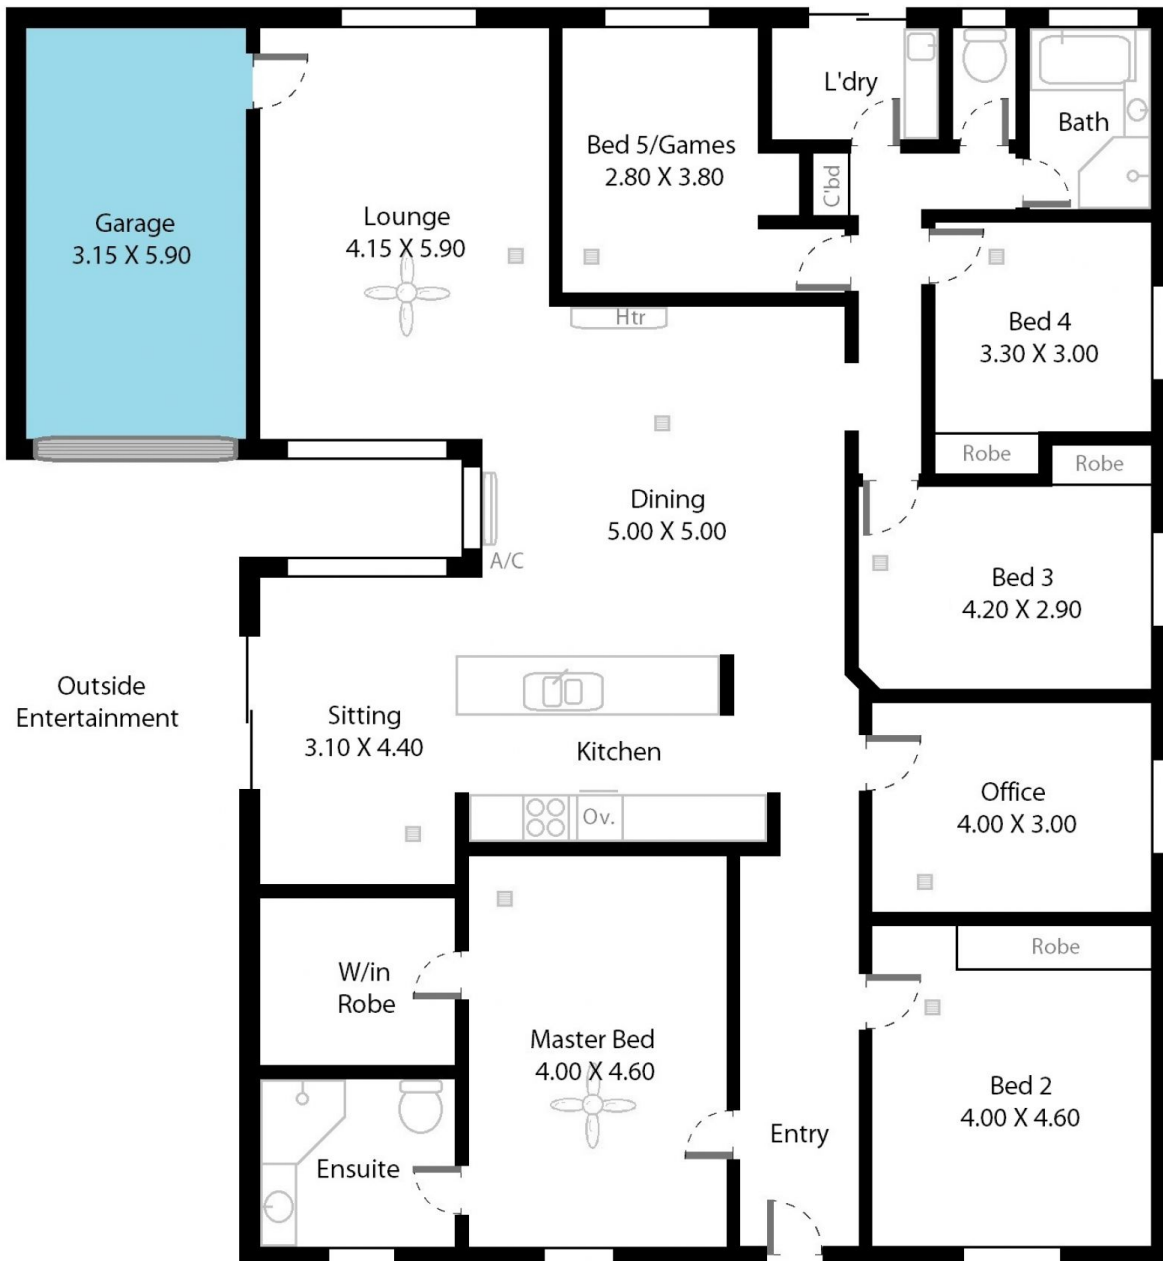 Garage
3.15 X 5.90
Lounge
4.15 X 5.90
Bed 5/Games
2.80 X 3.80
L'dry
C'bd
Bath
Htr
Bed 4
3.30 X 3.00
Robe
Robe
Dining
5.00 X 5.00
A/C
Bed 3
4.20 X 2.90
Outside
Entertainment
Sitting
3.10 X 4.40
Kitchen
Ov.
Office
4.00 X 3.00
Robe
W/in
Robe
Master Bed
4.00 X 4.60
Bed 2
4.00 X 4.60
Entry
Ensuite